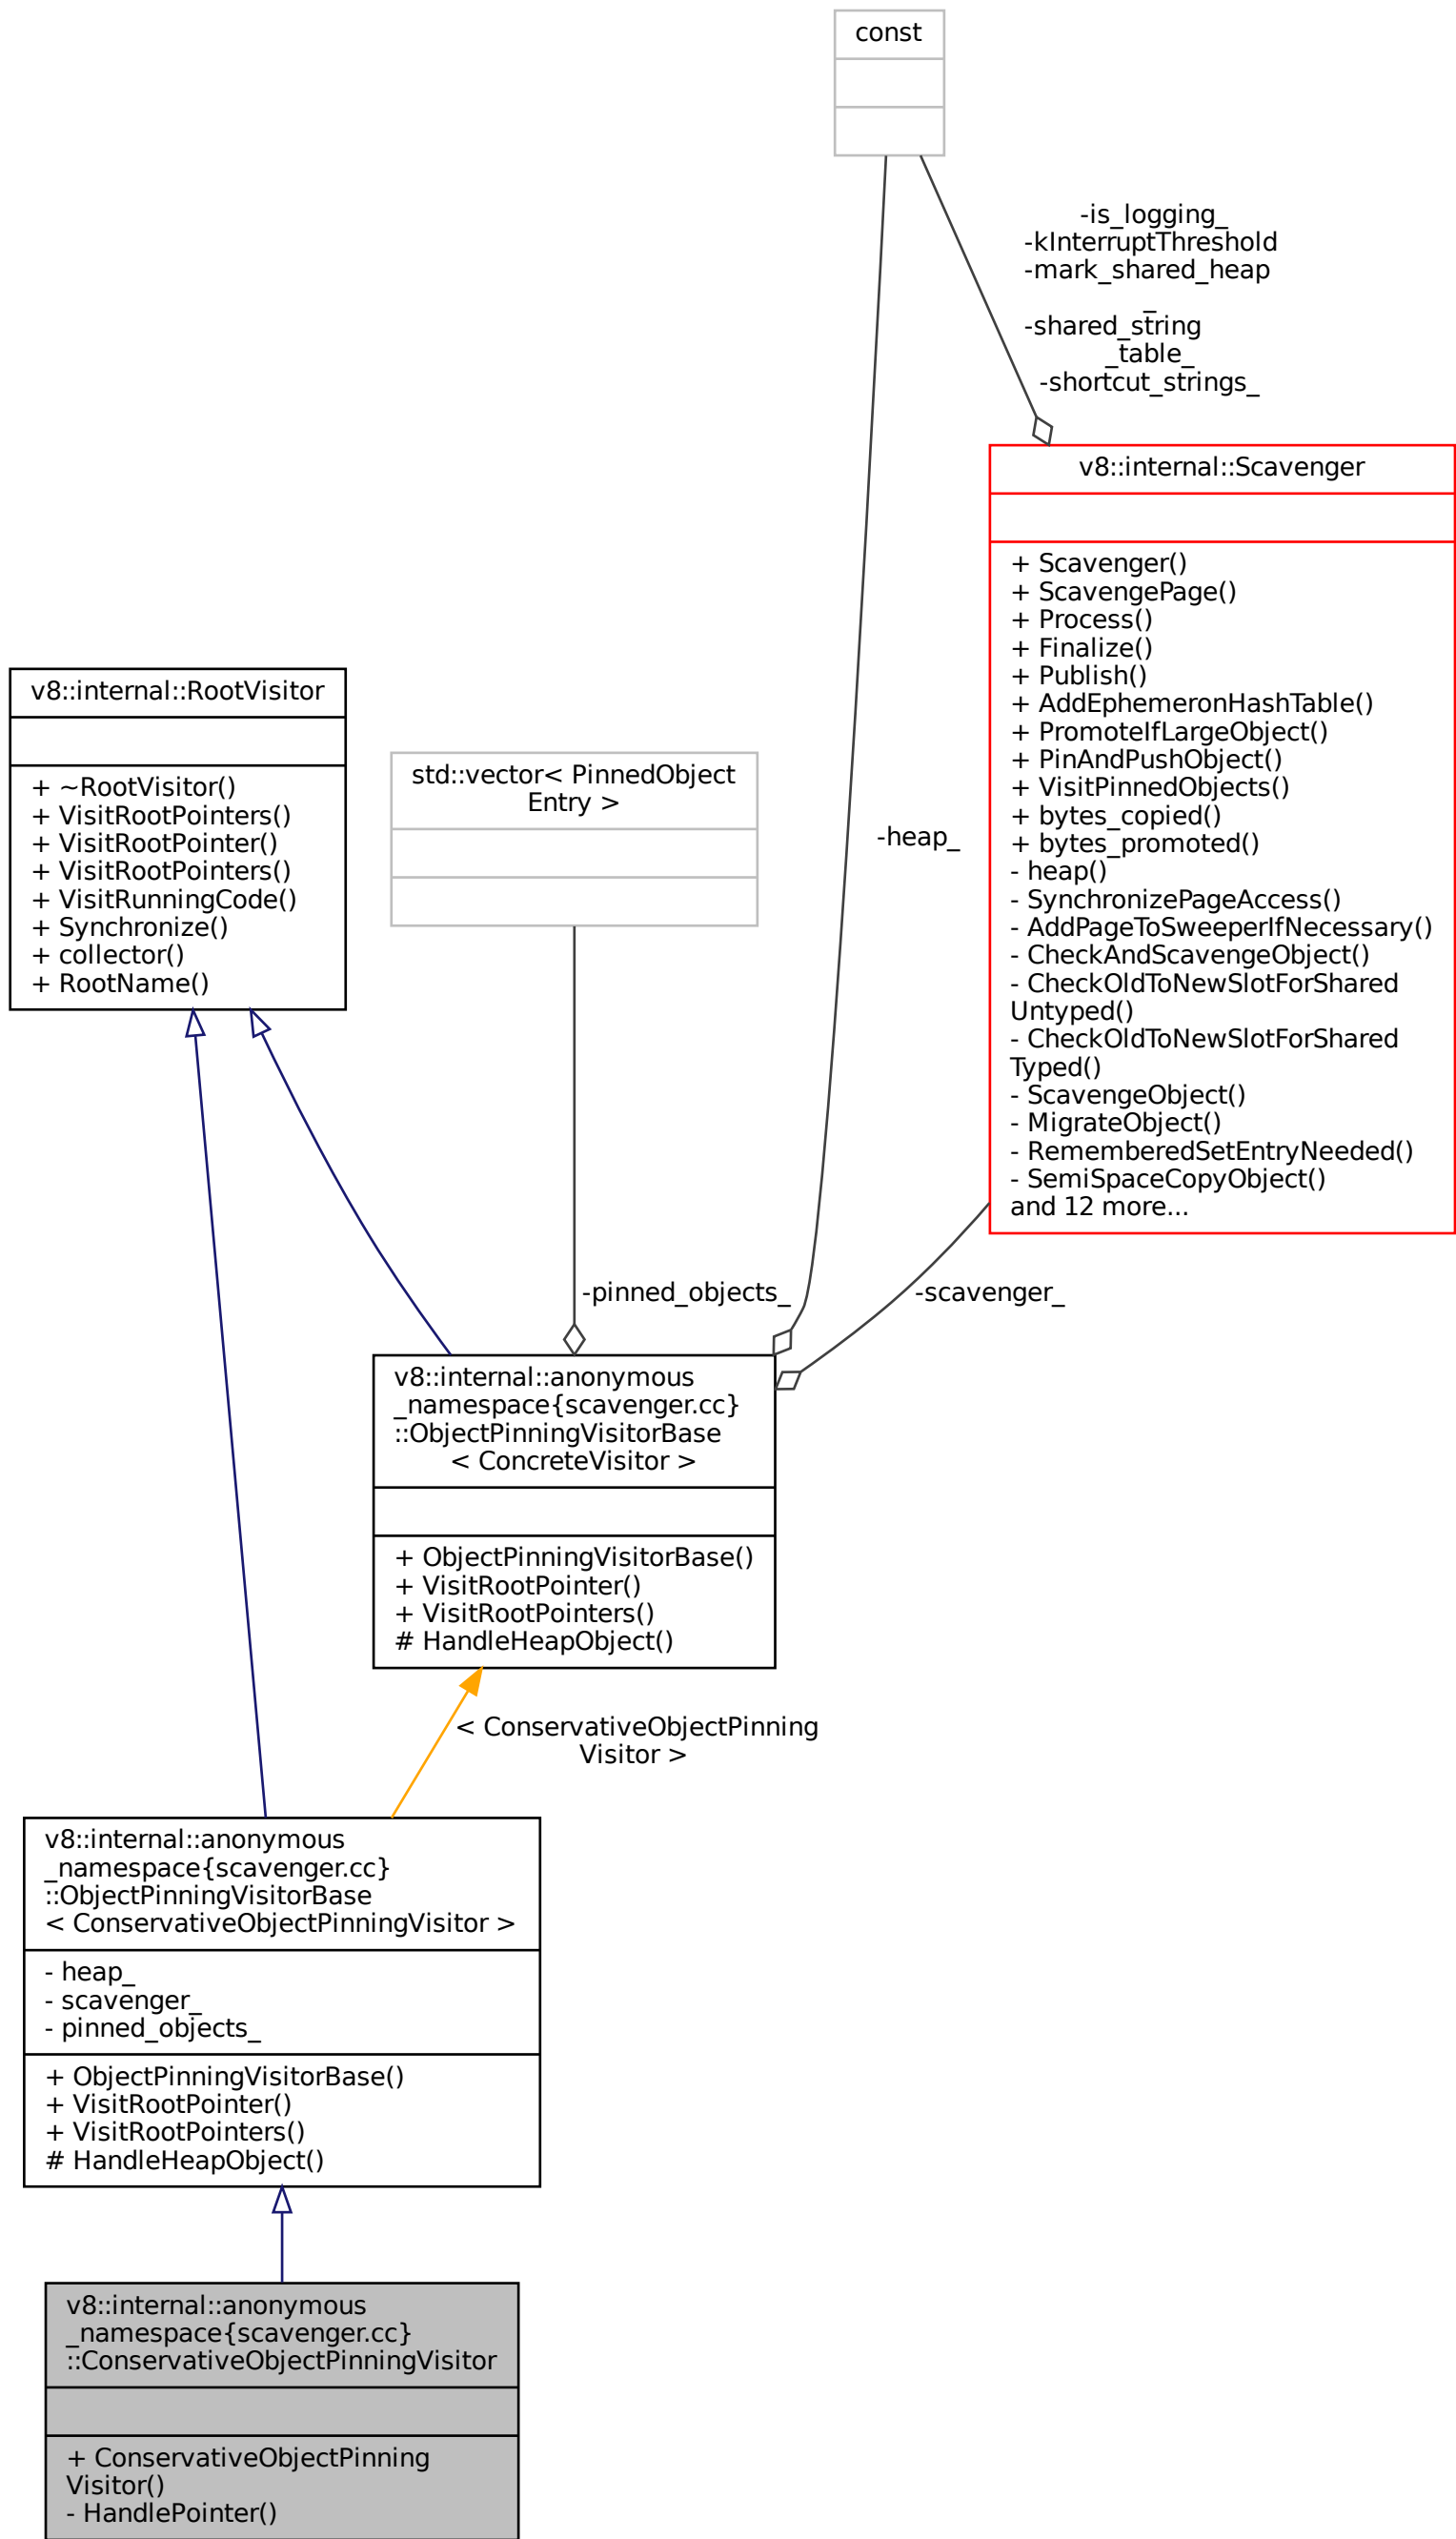 const
-is_logging_
-kInterruptThreshold
-mark_shared_heap
_
-shared_string
_table_
-shortcut_strings_
v8::internal::Scavenger
+ Scavenger()
+ ScavengePage()
+ Process()
+ Finalize()
+ Publish()
+ AddEphemeronHashTable()
+ PromoteIfLargeObject()
+ PinAndPushObject()
+ VisitPinnedObjects()
+ bytes_copied()
+ bytes_promoted()
- heap()
- SynchronizePageAccess()
- AddPageToSweeperIfNecessary()
- CheckAndScavengeObject()
- CheckOldToNewSlotForShared
Untyped()
- CheckOldToNewSlotForShared
Typed()
- ScavengeObject()
- MigrateObject()
- RememberedSetEntryNeeded()
- SemiSpaceCopyObject()
and 12 more...
v8::internal::RootVisitor
+ ~RootVisitor()
+ VisitRootPointers()
+ VisitRootPointer()
+ VisitRootPointers()
+ VisitRunningCode()
+ Synchronize()
+ collector()
+ RootName()
std::vector< PinnedObject
Entry >
-heap_
-pinned_objects_
-scavenger_
v8::internal::anonymous
_namespace{scavenger.cc}
::ObjectPinningVisitorBase
< ConcreteVisitor >
+ ObjectPinningVisitorBase()
+ VisitRootPointer()
+ VisitRootPointers()
# HandleHeapObject()
< ConservativeObjectPinning
Visitor >
v8::internal::anonymous
_namespace{scavenger.cc}
::ObjectPinningVisitorBase
< ConservativeObjectPinningVisitor >
- heap_
- scavenger_
- pinned_objects_
+ ObjectPinningVisitorBase()
+ VisitRootPointer()
+ VisitRootPointers()
# HandleHeapObject()
v8::internal::anonymous
_namespace{scavenger.cc}
::ConservativeObjectPinningVisitor
+ ConservativeObjectPinning
Visitor()
- HandlePointer()